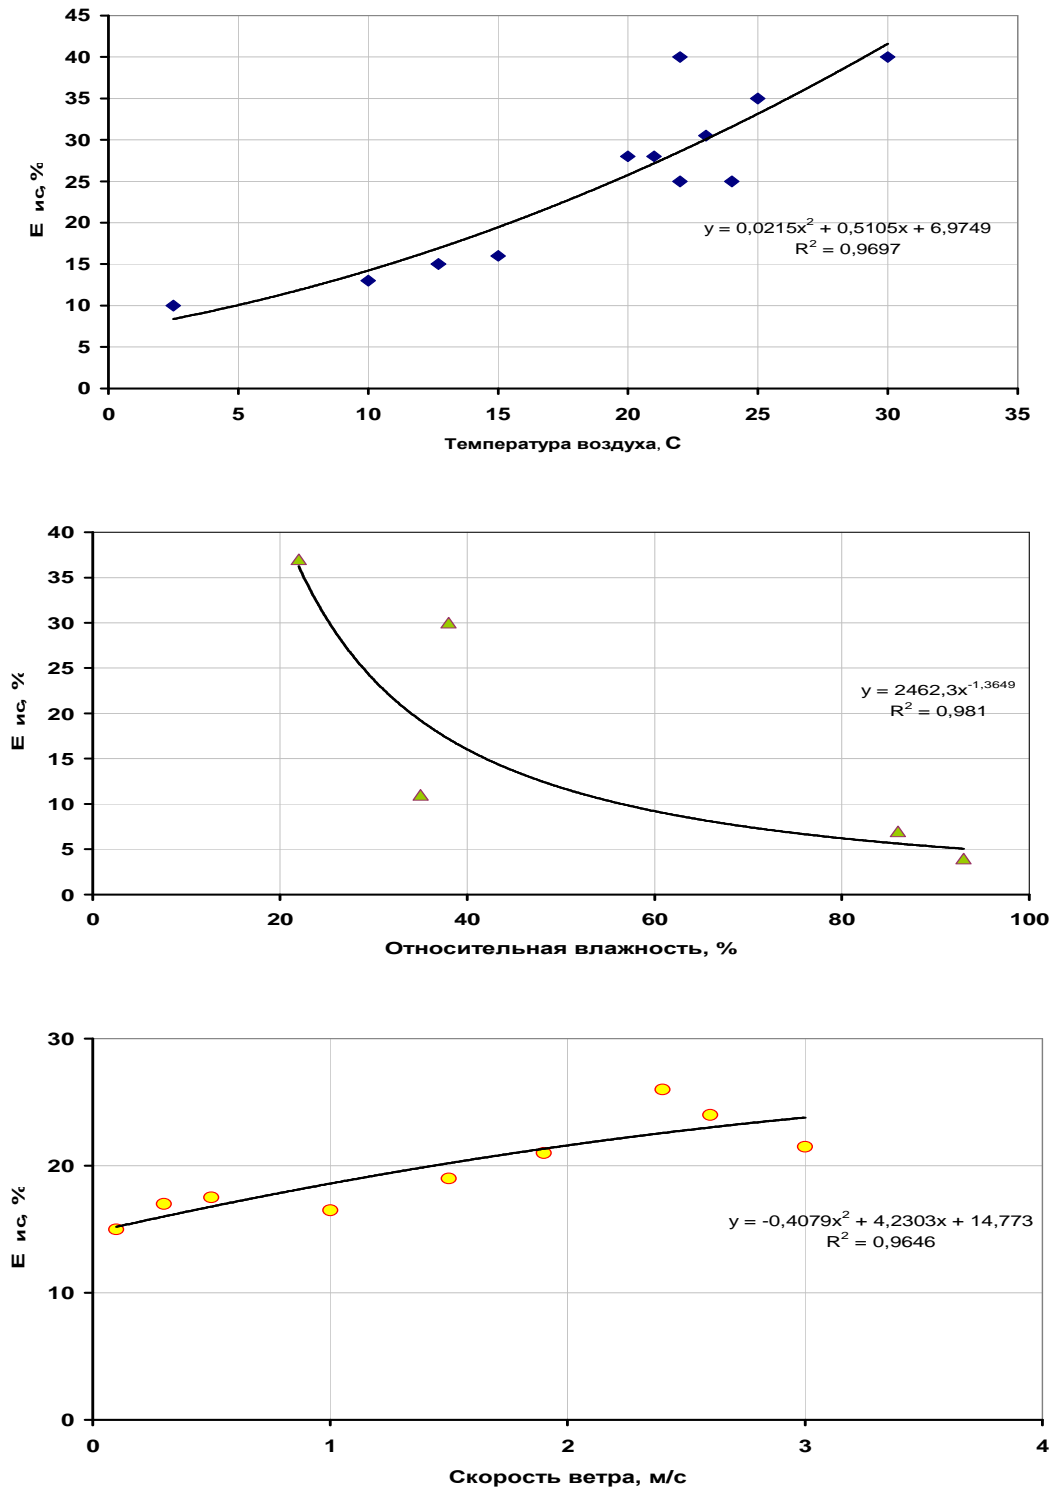 45
40
35
30
25
20
15
10
5
0
Е ис, %
y = 0,0215x² + 0,5105x + 6,9749
R² = 0,9697
0 5 10 15 20 25 30 35
Температура воздуха, С
40
35
30
25
20
15
10
5
0
Е ис, %
y = 2462,3x⁻¹,³⁶⁴⁹
R² = 0,981
0 20 40 60 80 100
Относительная влажность, %
30
20
10
0
Е ис, %
y = -0,4079x² + 4,2303x + 14,773
R² = 0,9646
0 1 2 3 4
Скорость ветра, м/с